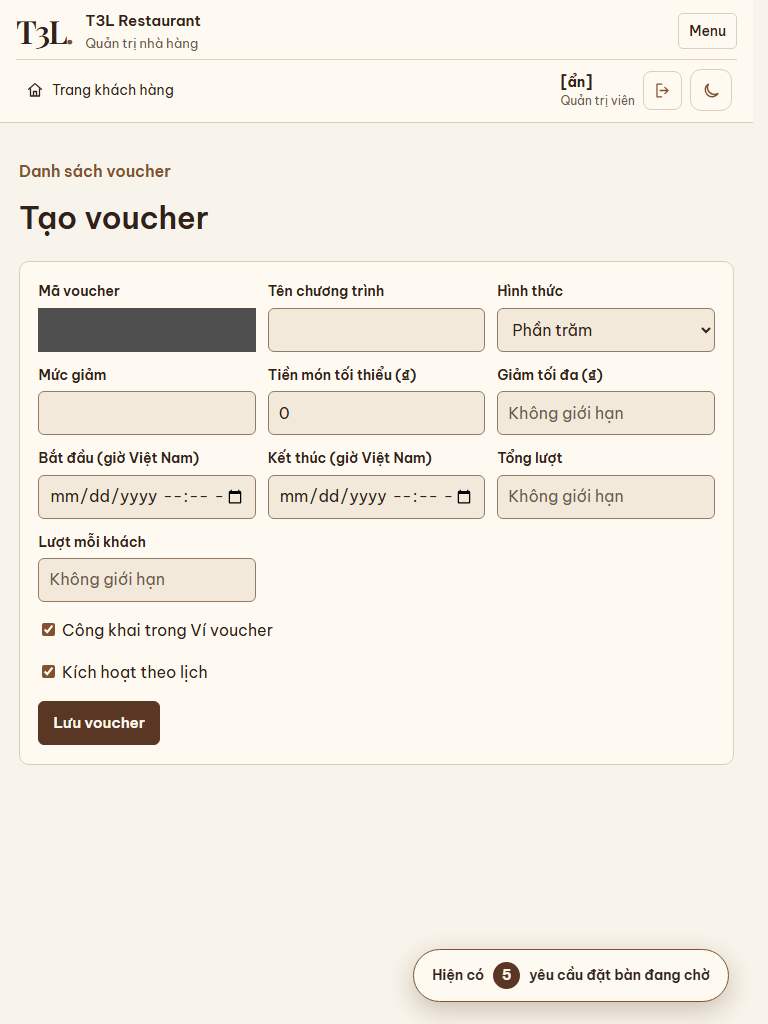 T3L.
T3L Restaurant
Quản trị nhà hàng
Menu
Trang khách hàng
[ẩn]
Quản trị viên
Danh sách voucher
Tạo voucher
Mã voucher
Tên chương trình
Hình thức
Phần trăm
Mức giảm
Tiền món tối thiểu (₫)
Giảm tối đa (₫)
0
Không giới hạn
Bắt đầu (giờ Việt Nam)
Kết thúc (giờ Việt Nam)
Tổng lượt
mm/dd/yyyy --:-- -
mm/dd/yyyy --:-- -
Không giới hạn
Lượt mỗi khách
Không giới hạn
Công khai trong Ví voucher
Kích hoạt theo lịch
Lưu voucher
Hiện có 5 yêu cầu đặt bàn đang chờ